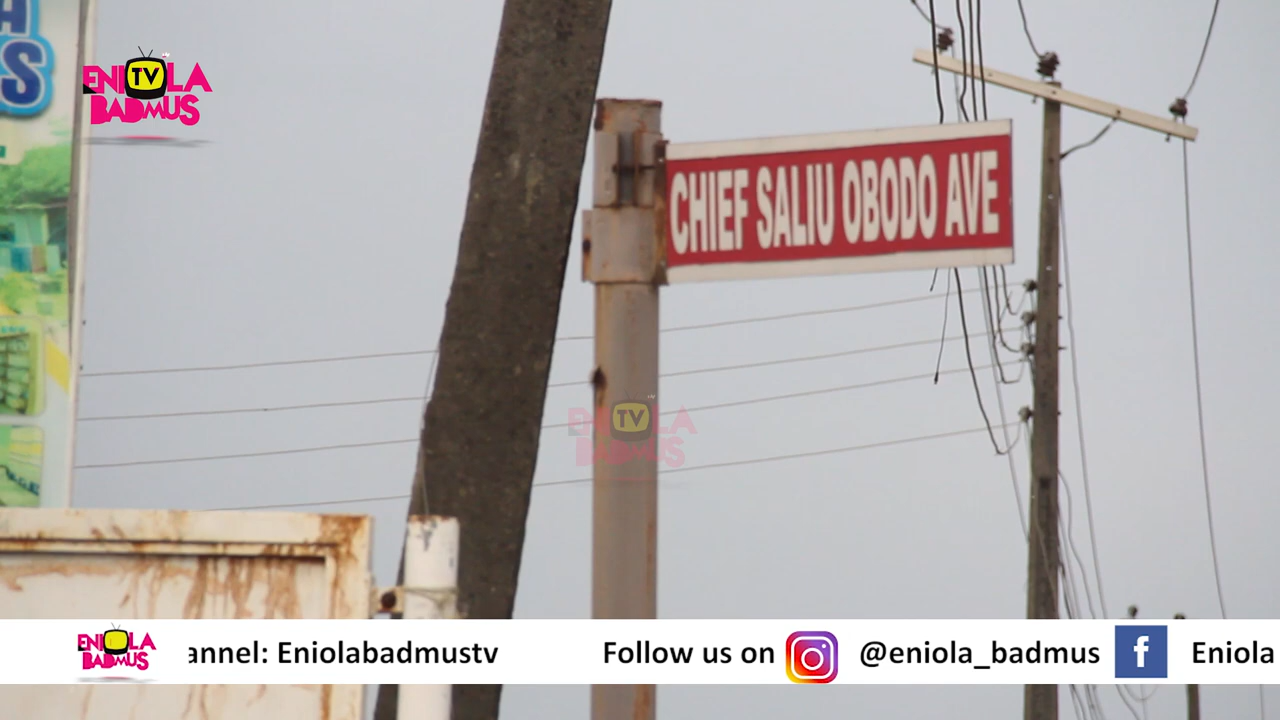 A
S
ENIOLA
TV
BADMUS
CHIEF SALIU OBODO AVE
ENIOLA
TV
BADMUS
ENIOLA
BADMUS
annel: Eniolabadmustv Follow us on @eniola_badmus f Eniola